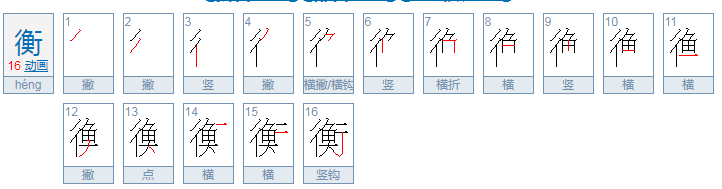 衡
16 动画
héng
1 2 3 4 5 6 7 8 9 10 11
撇 撇 竖 撇 横撇/横钩 竖 横折 横 竖 横 横
12 13 14 15 16
撇 点 横 横 竖钩